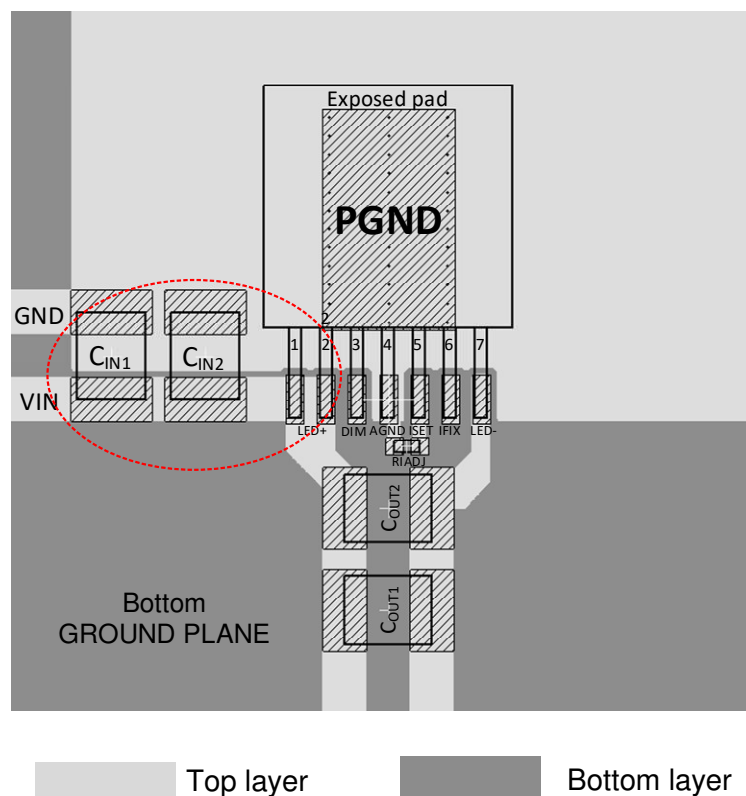 Exposed pad
PGND
2
1 2 3 4 5 6 7
GND
CIN1 CIN2
VIN
LED+ DIM AGND ISET IFIX LED-
RIADJ
COUT2
COUT1
Bottom
GROUND PLANE
Top layer Bottom layer